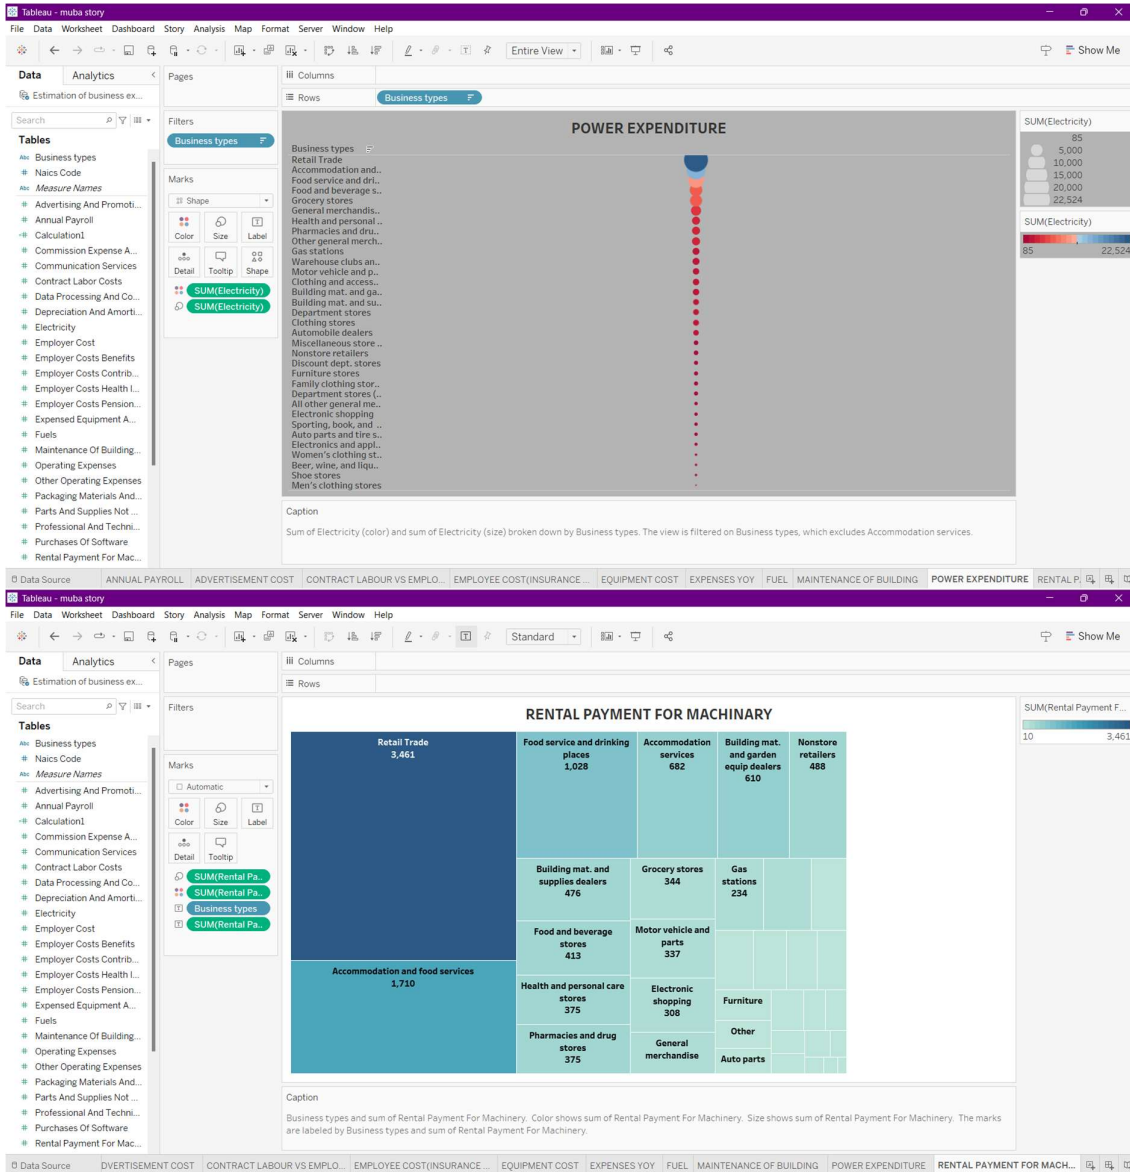 Tableau - muba story
File Data Worksheet Dashboard Story Analysis Map Format Server Window Help
Entire View
Show Me
Data Analytics
Pages
Columns
Estimation of business ex...
Rows
Business types
Search
Filters
Business types
POWER EXPENDITURE
SUM(Electricity)
85
5,000
10,000
15,000
20,000
22,524
SUM(Electricity)
85 22,524
Tables
Abc Business types
# Naics Code
Abc Measure Names
# Advertising And Promoti...
# Annual Payroll
=# Calculation1
# Commission Expense A...
# Communication Services
# Contract Labor Costs
# Data Processing And Co...
# Depreciation And Amorti...
# Electricity
# Employer Cost
# Employer Costs Benefits
# Employer Costs Contrib...
# Employer Costs Health I...
# Employer Costs Pension...
# Expensed Equipment A...
# Fuels
# Maintenance Of Building...
# Operating Expenses
# Other Operating Expenses
# Packaging Materials And...
# Parts And Supplies Not ...
# Professional And Techni...
# Purchases Of Software
# Rental Payment For Mac...
Marks
Shape
Color Size Label
Detail Tooltip Shape
SUM(Electricity)
SUM(Electricity)
Business types
Retail Trade
Accommodation and..
Food service and dri..
Food and beverage s..
Grocery stores
General merchandis..
Health and personal ..
Pharmacies and dru..
Other general merch..
Gas stations
Warehouse clubs an..
Motor vehicle and p..
Clothing and access..
Building mat. and ga..
Building mat. and su..
Department stores
Clothing stores
Automobile dealers
Miscellaneous store ..
Nonstore retailers
Discount dept. stores
Furniture stores
Family clothing stor..
Department stores (..
All other general me..
Electronic shopping
Sporting, book, and ..
Auto parts and tire s..
Electronics and appl..
Women's clothing st..
Beer, wine, and liqu..
Shoe stores
Men's clothing stores
Caption
Sum of Electricity (color) and sum of Electricity (size) broken down by Business types. The view is filtered on Business types, which excludes Accommodation services.
Data Source ANNUAL PAYROLL ADVERTISEMENT COST CONTRACT LABOUR VS EMPLO... EMPLOYEE COST(INSURANCE ... EQUIPMENT COST EXPENSES YOY FUEL MAINTENANCE OF BUILDING POWER EXPENDITURE RENTAL P.
Tableau - muba story
File Data Worksheet Dashboard Story Analysis Map Format Server Window Help
Standard
Show Me
Data Analytics
Pages
Columns
Estimation of business ex...
Rows
Search
Filters
RENTAL PAYMENT FOR MACHINARY
SUM(Rental Payment F...
10 3,461
Tables
Abc Business types
# Naics Code
Abc Measure Names
# Advertising And Promoti...
# Annual Payroll
=# Calculation1
# Commission Expense A...
# Communication Services
# Contract Labor Costs
# Data Processing And Co...
# Depreciation And Amorti...
# Electricity
# Employer Cost
# Employer Costs Benefits
# Employer Costs Contrib...
# Employer Costs Health I...
# Employer Costs Pension...
# Expensed Equipment A...
# Fuels
# Maintenance Of Building...
# Operating Expenses
# Other Operating Expenses
# Packaging Materials And...
# Parts And Supplies Not ...
# Professional And Techni...
# Purchases Of Software
# Rental Payment For Mac...
Marks
Automatic
Color Size Label
Detail Tooltip
SUM(Rental Pa..
SUM(Rental Pa..
Business types
SUM(Rental Pa..
Retail Trade
3,461
Accommodation and food services
1,710
Food service and drinking
places
1,028
Accommodation
services
682
Building mat.
and garden
equip dealers
610
Nonstore
retailers
488
Building mat. and
supplies dealers
476
Grocery stores
344
Gas
stations
234
Food and beverage
stores
413
Motor vehicle and
parts
337
Health and personal care
stores
375
Electronic
shopping
308
Furniture
Pharmacies and drug
stores
375
General
merchandise
Other
Auto parts
Caption
Business types and sum of Rental Payment For Machinery. Color shows sum of Rental Payment For Machinery. Size shows sum of Rental Payment For Machinery. The marks
are labeled by Business types and sum of Rental Payment For Machinery.
Data Source DVERTISEMENT COST CONTRACT LABOUR VS EMPLO... EMPLOYEE COST(INSURANCE ... EQUIPMENT COST EXPENSES YOY FUEL MAINTENANCE OF BUILDING POWER EXPENDITURE RENTAL PAYMENT FOR MACH...